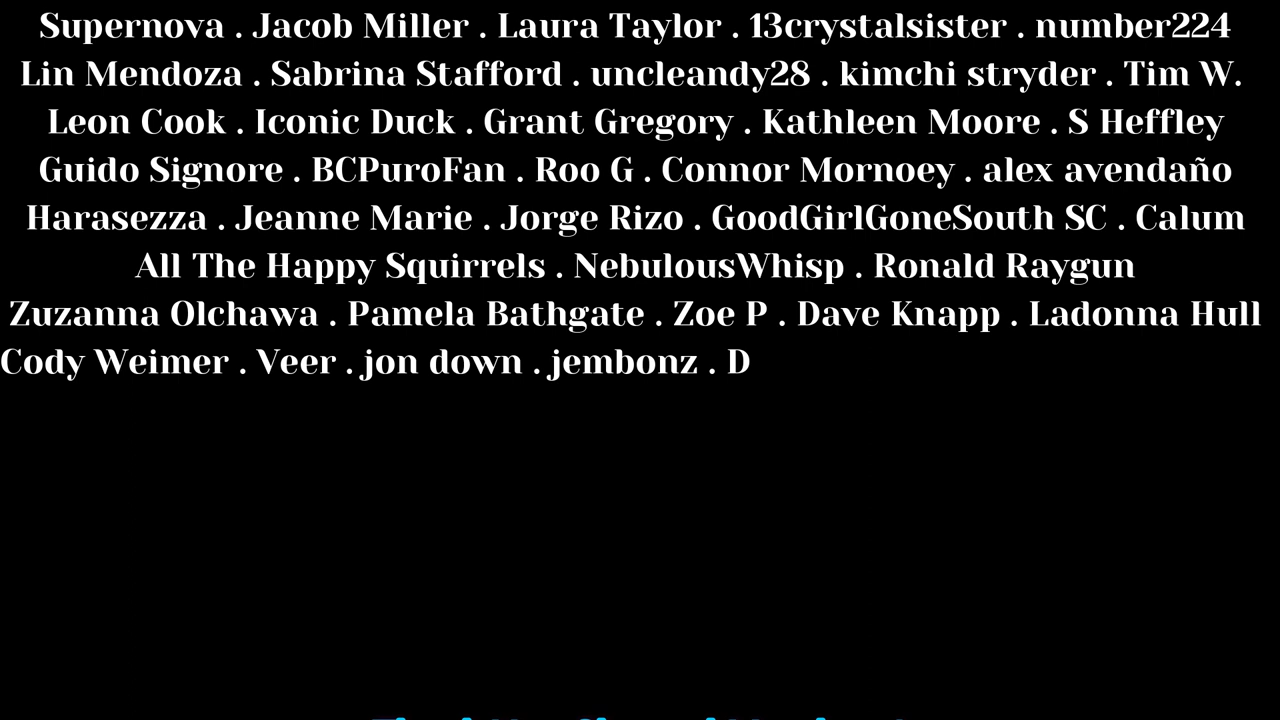 Supernova . Jacob Miller . Laura Taylor . 13crystalsister . number224
Lin Mendoza . Sabrina Stafford . uncleandy28 . kimchi stryder . Tim W.
Leon Cook . Iconic Duck . Grant Gregory . Kathleen Moore . S Heffley
Guido Signore . BCPuroFan . Roo G . Connor Mornoey . alex avendaño
Harasezza . Jeanne Marie . Jorge Rizo . GoodGirlGoneSouth SC . Calum
All The Happy Squirrels . NebulousWhisp . Ronald Raygun
Zuzanna Olchawa . Pamela Bathgate . Zoe P . Dave Knapp . Ladonna Hull
Cody Weimer . Veer . jon down . jembonz . D